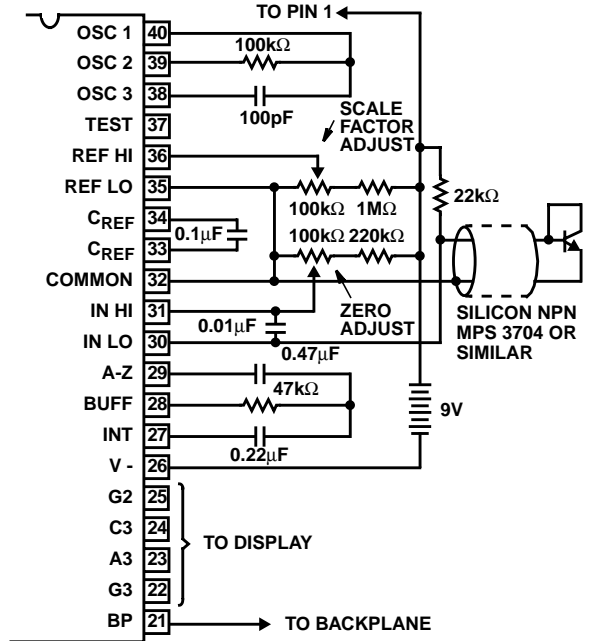 TO PIN 1
OSC 1 40
100kΩ
OSC 2 39
OSC 3 38
100pF
TEST 37
SCALE
FACTOR
ADJUST
REF HI 36
REF LO 35
22kΩ
100kΩ 1MΩ
CREF 34
0.1μF
100kΩ 220kΩ
CREF 33
COMMON 32
IN HI 31
ZERO
ADJUST
SILICON NPN
MPS 3704 OR
SIMILAR
0.01μF
IN LO 30
0.47μF
A-Z 29
47kΩ
BUFF 28
9V
INT 27
0.22μF
V - 26
G2 25
C3 24
TO DISPLAY
A3 23
G3 22
BP 21
TO BACKPLANE